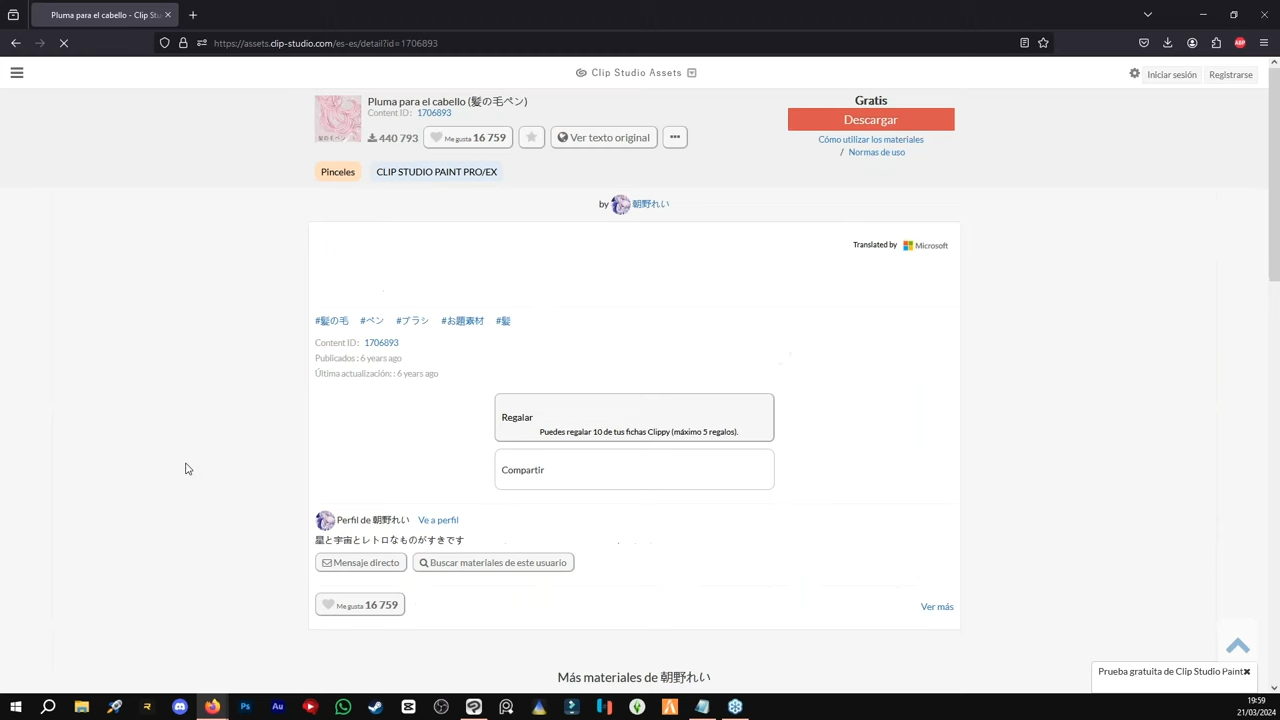 Pluma para el cabello - Clip Stu
https://assets.clip-studio.com/es-es/detail?id=1706893
ABP
Clip Studio Assets
Iniciar sesión
Registrarse
Pluma para el cabello (髪の毛ペン)
Content ID: 1706893
440 793
Me gusta 16 759
Ver texto original
Gratis
Descargar
Cómo utilizar los materiales
/ Normas de uso
Pinceles
CLIP STUDIO PAINT PRO/EX
by 朝野れい
Translated by Microsoft
#髪の毛 #ペン #ブラシ #お題素材 #髪
Content ID: 1706893
Publicados : 6 years ago
Última actualización: : 6 years ago
Regalar
Puedes regalar 10 de tus fichas Clippy (máximo 5 regalos).
Compartir
Perfil de 朝野れい Ve a perfil
星と宇宙とレトロなものがすきです
Mensaje directo
Buscar materiales de este usuario
Me gusta 16 759
Ver más
Más materiales de 朝野れい
Prueba gratuita de Clip Studio Paint
Ps
Au
19:59
21/03/2024